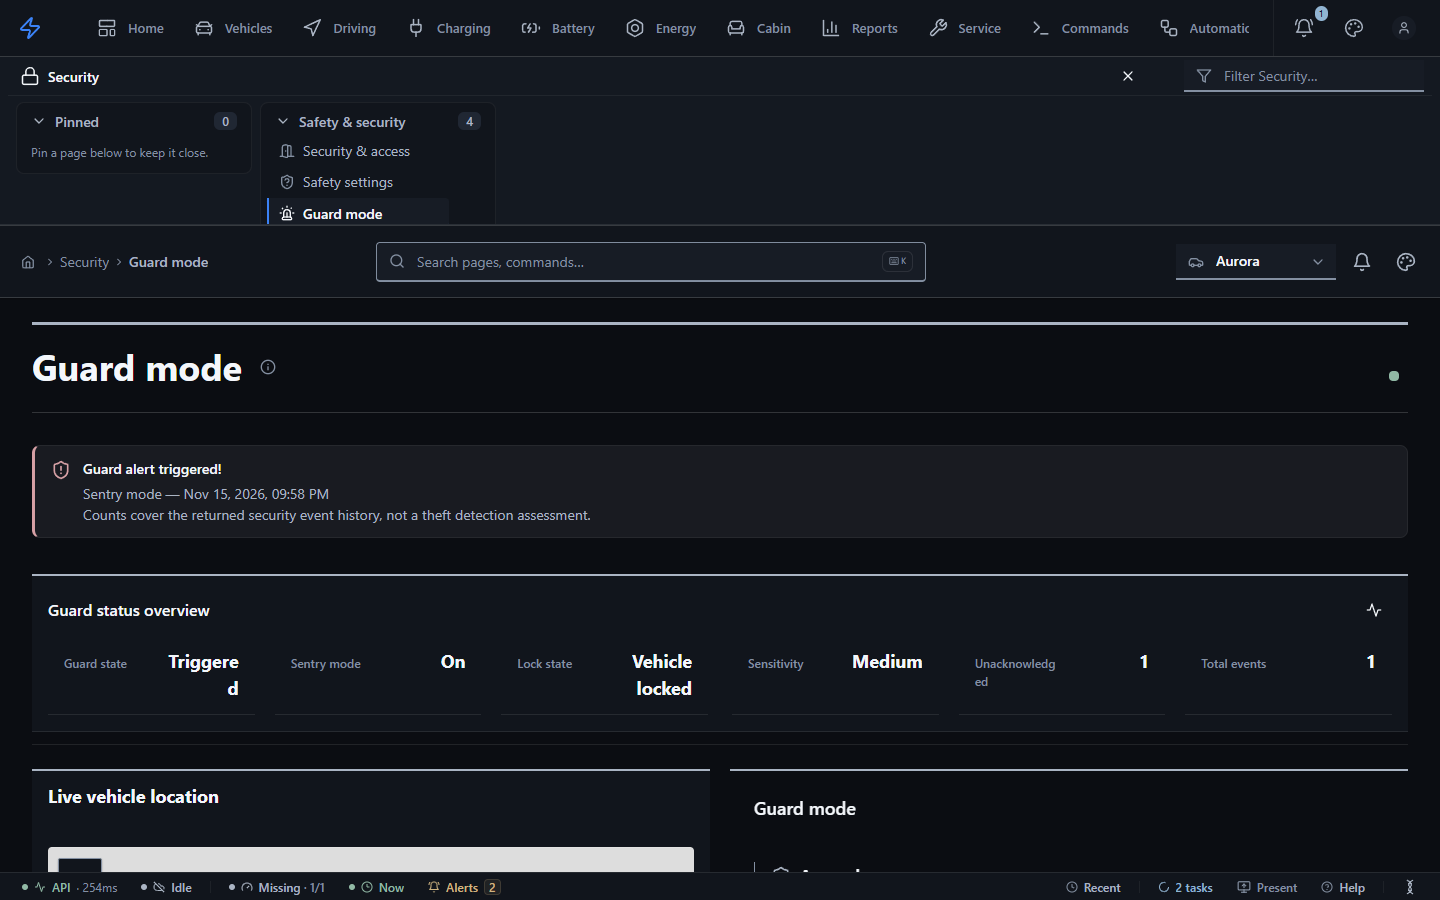 Home
Vehicles
Driving
Charging
Battery
Energy
Cabin
Reports
Service
Commands
Automatic
1
Security
Filter Security...
Pinned
0
Pin a page below to keep it close.
Safety & security
4
Security & access
Safety settings
Guard mode
Security
Guard mode
Search pages, commands...
K
Aurora
Guard mode
Guard alert triggered!
Sentry mode — Nov 15, 2026, 09:58 PM
Counts cover the returned security event history, not a theft detection assessment.
Guard status overview
Guard state
Triggere
d
Sentry mode
On
Lock state
Vehicle
locked
Sensitivity
Medium
Unacknowledg
ed
1
Total events
1
Live vehicle location
Guard mode
API · 254ms
Idle
Missing · 1/1
Now
Alerts 2
Recent
2 tasks
Present
Help